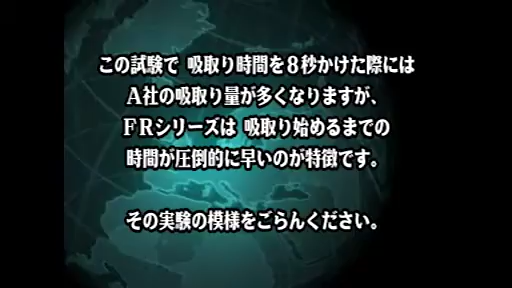 この試験で 吸取り時間を8秒かけた際には
A社の吸取り量が多くなりますが、
FRシリーズは 吸取り始めるまでの
時間が圧倒的に早いのが特徴です。
その実験の模様をごらんください。